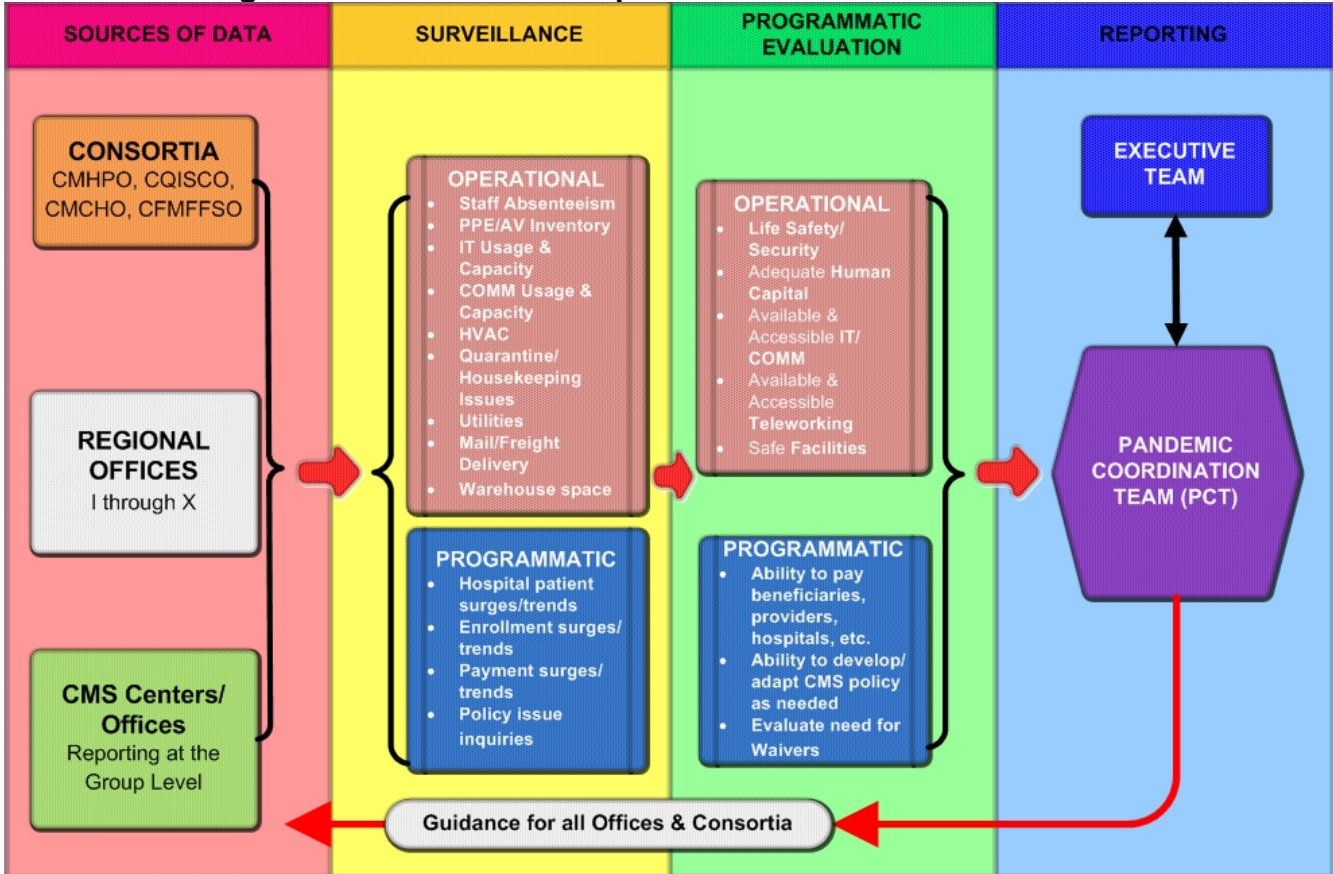 SOURCES OF DATA
SURVEILLANCE
PROGRAMMATIC
EVALUATION
REPORTING
CONSORTIA
CMHPO, CQISCO,
CMCHO, CFMFFSO
REGIONAL
OFFICES
I through X
CMS Centers/
Offices
Reporting at the
Group Level
OPERATIONAL
• Staff Absenteeism
• PPE/AV Inventory
• IT Usage &
Capacity
• COMM Usage &
Capacity
• HVAC
• Quarantine/
Housekeeping
Issues
• Utilities
• Mail/Freight
Delivery
• Warehouse space
PROGRAMMATIC
• Hospital patient
surges/trends
• Enrollment surges/
trends
• Payment surges/
trends
• Policy issue
inquiries
OPERATIONAL
• Life Safety/
Security
• Adequate Human
Capital
• Available &
Accessible IT/
COMM
• Available &
Accessible
Teleworking
• Safe Facilities
PROGRAMMATIC
• Ability to pay
beneficiaries,
providers,
hospitals, etc.
• Ability to develop/
adapt CMS policy
as needed
• Evaluate need for
Waivers
EXECUTIVE
TEAM
PANDEMIC
COORDINATION
TEAM (PCT)
Guidance for all Offices & Consortia